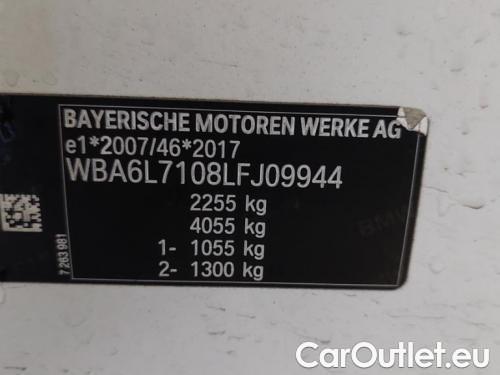 BAYERISCHE MOTOREN WERKE AG
e1*2007/46*2017
WBA6L7108LFJ09944
2255 kg
4055 kg
1- 1055 kg
2- 1300 kg
7 263 981
CarOutlet.eu